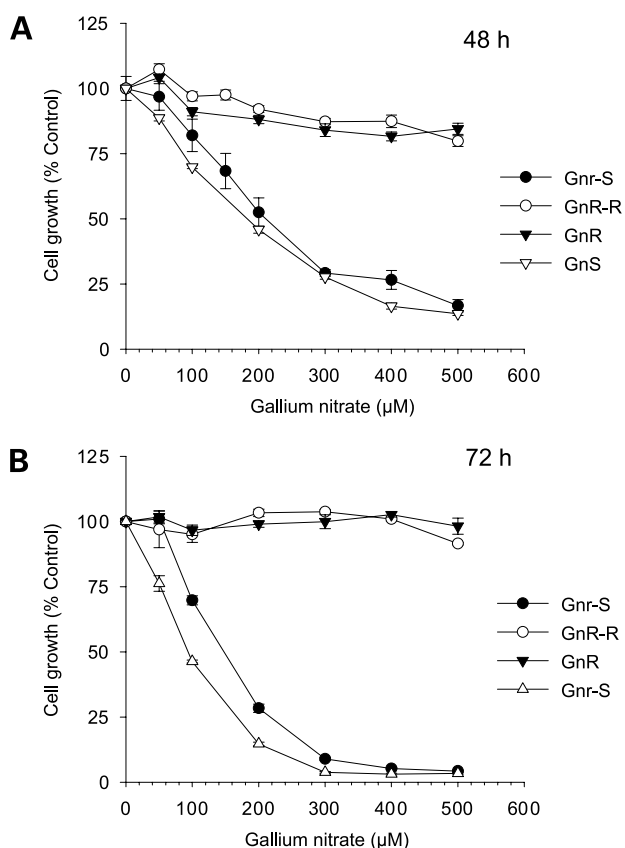 A
48 h
125
100
75
50
25
0
Cell growth (% Control)
0 100 200 300 400 500 600
Gallium nitrate (µM)
Gnr-S
GnR-R
GnR
GnS
B
72 h
125
100
75
50
25
0
Cell growth (% Control)
0 100 200 300 400 500 600
Gallium nitrate (µM)
Gnr-S
GnR-R
GnR
Gnr-S